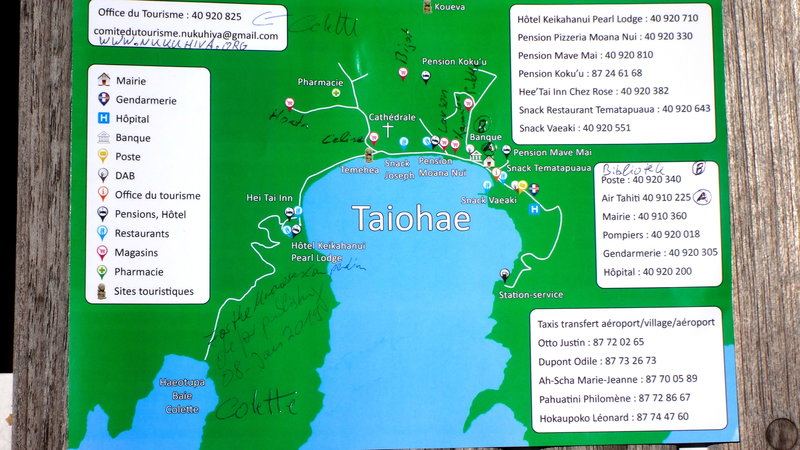 Office du Tourisme : 40 920 825
Colette
comitedutourisme.nukuhiva@gmail.com
WWW.NUKUHIVA.ORG
Koueva
Hôtel Keikahanui Pearl Lodge : 40 920 710
Pension Pizzeria Moana Nui : 40 920 330
Pension Mave Mai : 40 920 810
Pension Koku'u : 87 24 61 68
Hee'Tai Inn Chez Rose : 40 920 382
Snack Restaurant Tematapuaua : 40 920 643
Snack Vaeaki : 40 920 551
Mairie
Gendarmerie
Hôpital
Banque
Poste
DAB
Office du tourisme
Pensions, Hôtel
Restaurants
Magasins
Pharmacie
Sites touristiques
Pension Koku'u
Pharmacie
Cathédrale
Larson
Banque
B
A
Pension Mave Mai
Temehea
Snack
Joseph
Pension
Moana Nui
Snack Tematapuaua
Snack Vaeaki
H
Hei Tai Inn
Taiohae
Hôtel Keikahanui
Pearl Lodge
Station-service
Poste : 40 920 340
B
Air Tahiti 40 910 225
A
Mairie : 40 910 360
Pompiers : 40 920 018
Gendarmerie : 40 920 305
Hôpital : 40 920 200
Haeotupa
Baie
Colette
Colette
Taxis transfert aéroport/village/aéroport
Otto Justin : 87 72 02 65
Dupont Odile : 87 73 26 73
Ah-Scha Marie-Jeanne : 87 70 05 89
Pahuatini Philomène : 87 72 86 67
Hokaupoko Léonard : 87 74 47 60